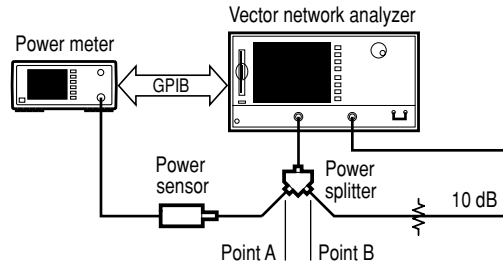 Vector network analyzer
Power meter
GPIB
Power
sensor
Power
splitter
10 dB
Point A
Point B